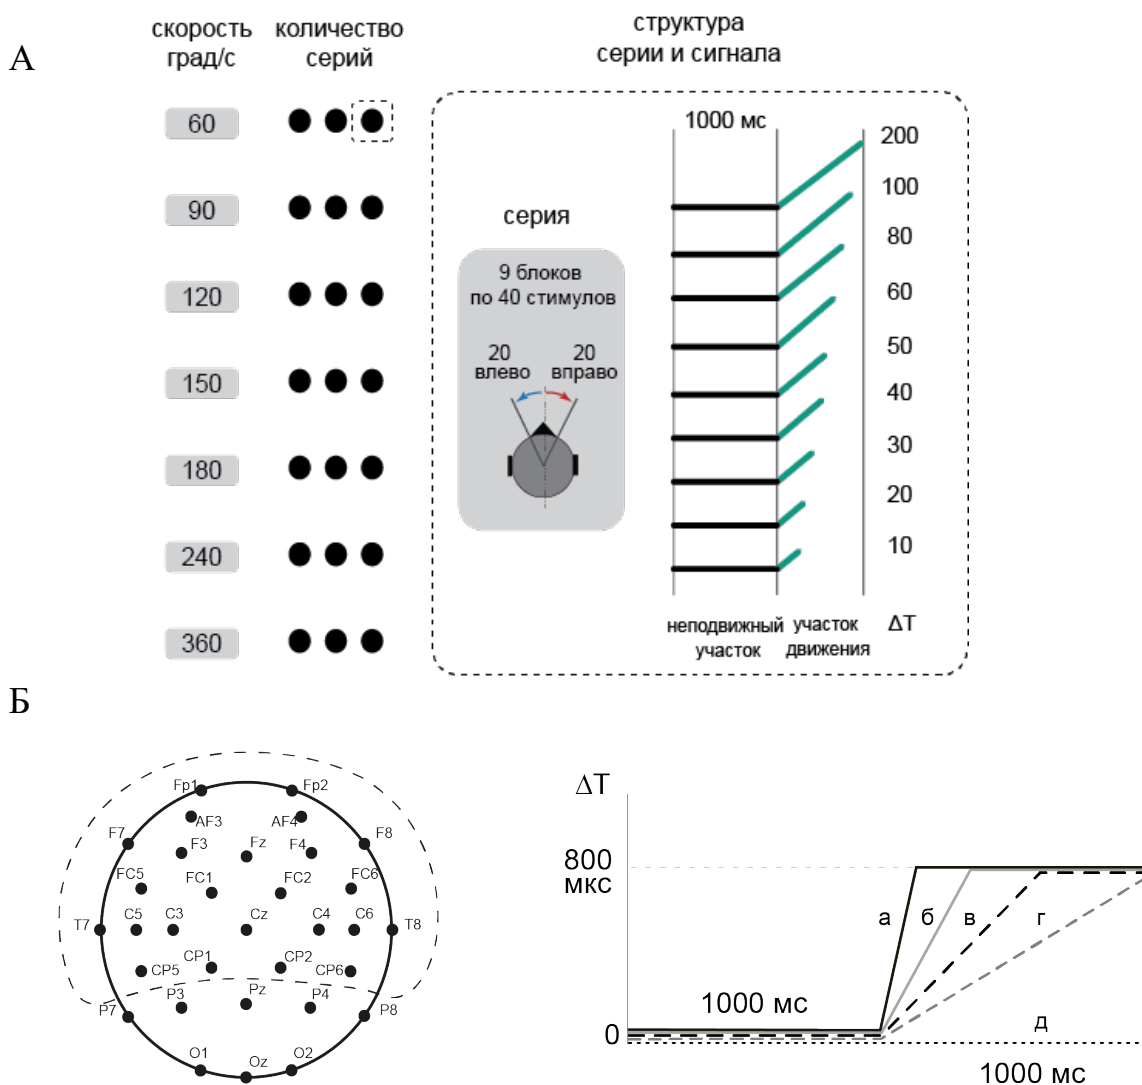 А
скорость
град/с
количество
серий
структура
серии и сигнала
60
90
120
150
180
240
360
серия
9 блоков
по 40 стимулов
20
влево
20
вправо
1000 мс
200
100
80
60
50
40
30
20
10
неподвижный
участок
участок
движения
ΔT
Б
Fp1
Fp2
AF3
AF4
F7
F3
Fz
F4
F8
FC5
FC1
FC2
FC6
T7
C5
C3
Cz
C4
C6
T8
CP5
CP1
CP2
CP6
P7
P3
Pz
P4
P8
O1
Oz
O2
ΔT
800
мкс
а
б
в
г
1000 мс
0
д
1000 мс